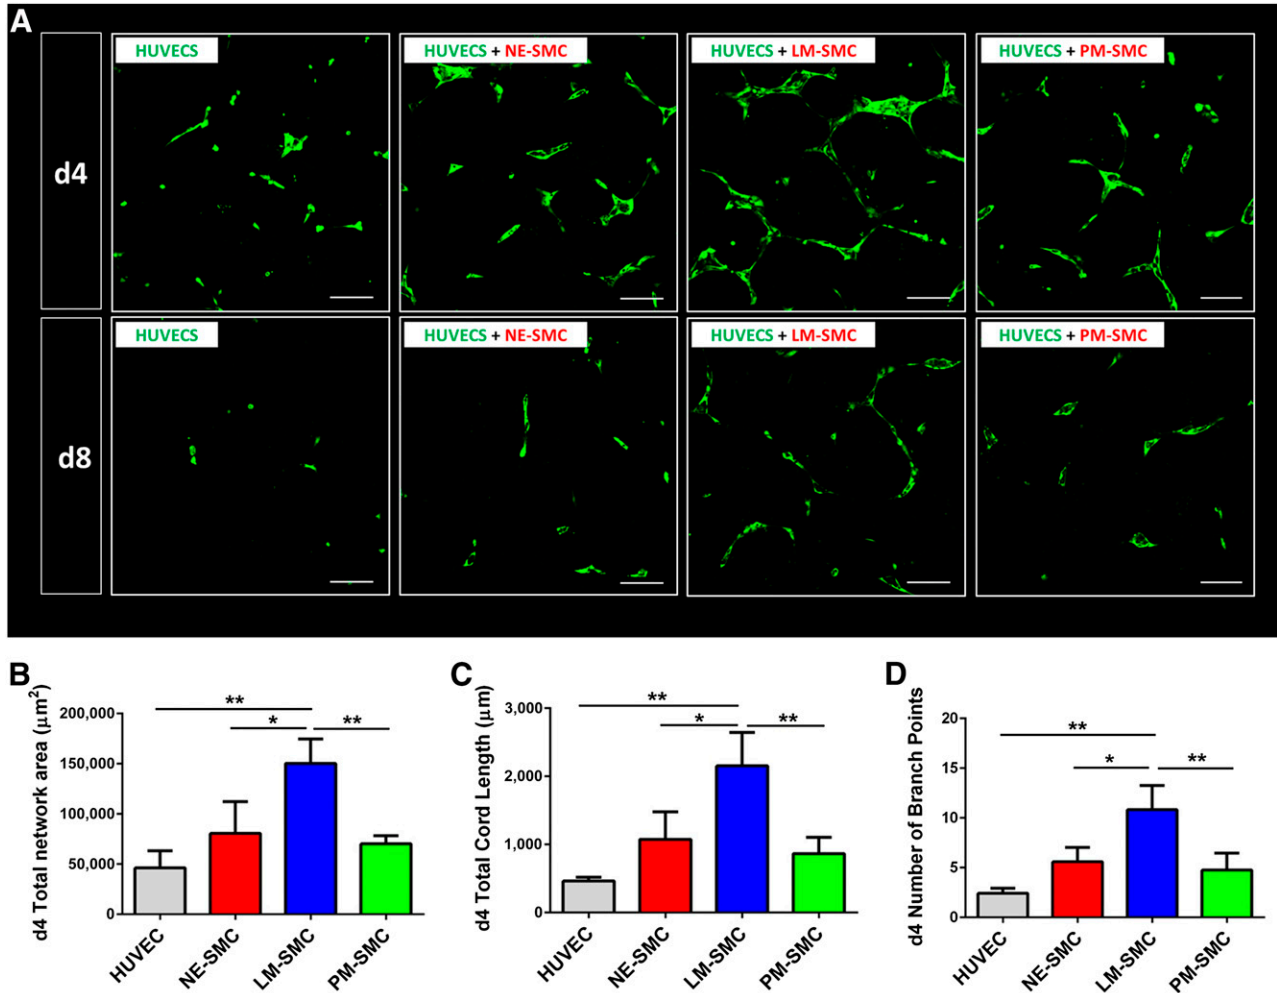 A
HUVECS
HUVECS + NE-SMC
HUVECS + LM-SMC
HUVECS + PM-SMC
d4
HUVECS
HUVECS + NE-SMC
HUVECS + LM-SMC
HUVECS + PM-SMC
d8
B
d4 Total network area (μm²)
200,000
150,000
100,000
50,000
0
**
*
**
HUVEC
NE-SMC
LM-SMC
PM-SMC
C
d4 Total Cord Length (μm)
3,000
2,000
1,000
0
**
*
**
HUVEC
NE-SMC
LM-SMC
PM-SMC
D
d4 Number of Branch Points
20
15
10
5
0
**
*
**
HUVEC
NE-SMC
LM-SMC
PM-SMC